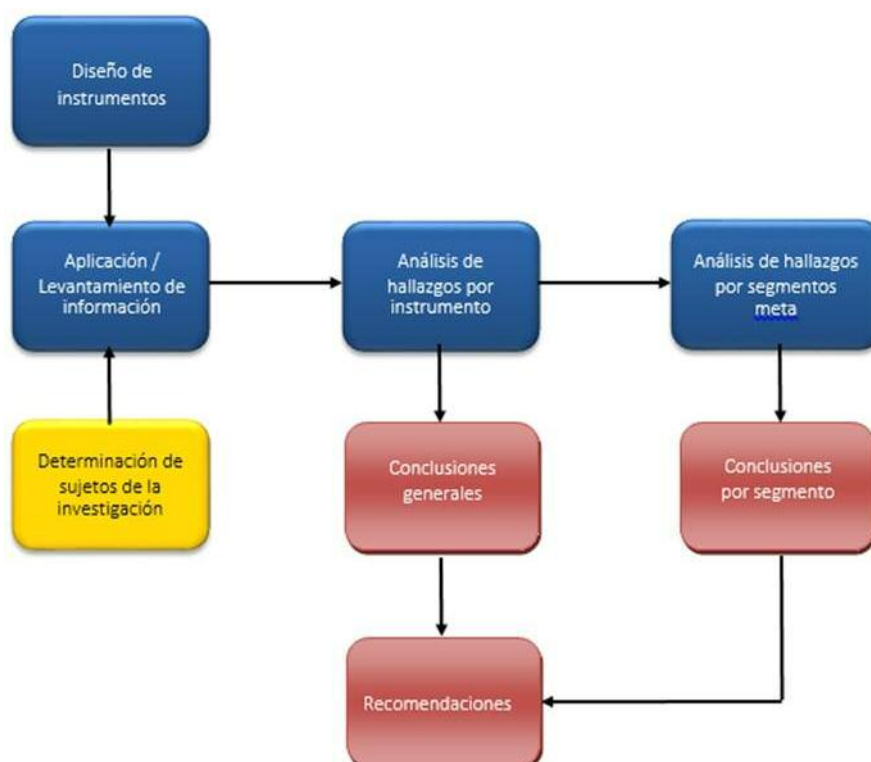 Diseño de
instrumentos
Aplicación /
Levantamiento de
información
Análisis de
hallazgos por
instrumento
Análisis de hallazgos
por segmentos
meta
Determinación de
sujetos de la
investigación
Conclusiones
generales
Conclusiones
por segmento
Recomendaciones